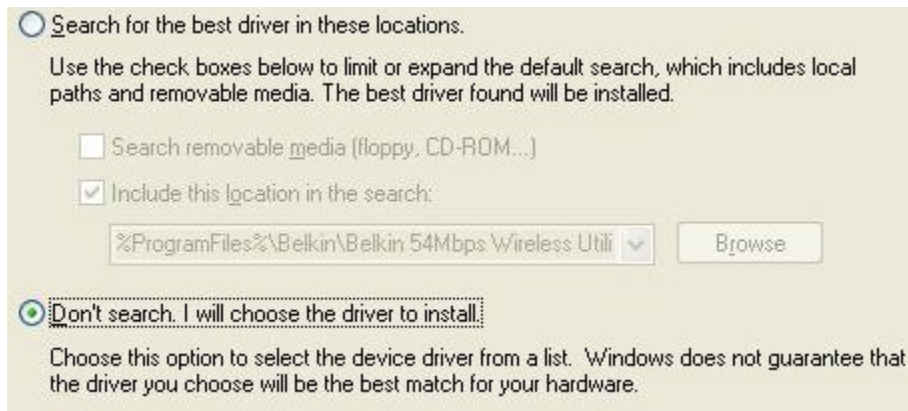 Search for the best driver in these locations.
Use the check boxes below to limit or expand the default search, which includes local
paths and removable media. The best driver found will be installed.
Search removable media (floppy, CD-ROM...)
Include this location in the search:
%ProgramFiles%\Belkin\Belkin 54Mbps Wireless Utili
Browse
Don't search. I will choose the driver to install.
Choose this option to select the device driver from a list.  Windows does not guarantee that
the driver you choose will be the best match for your hardware.